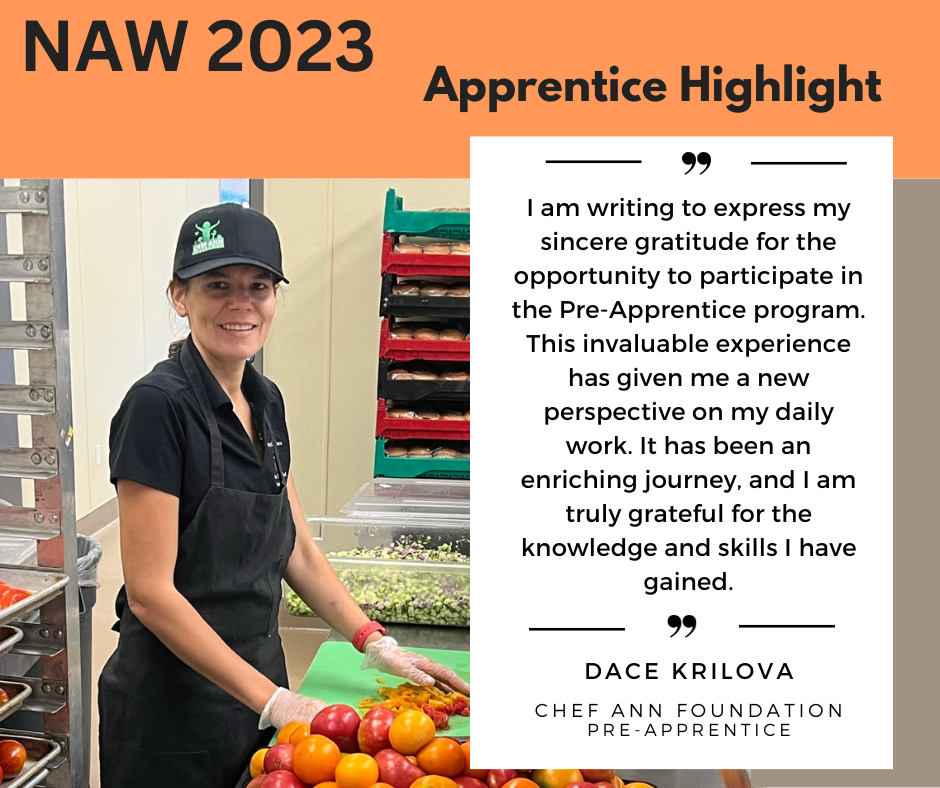 NAW 2023
Apprentice Highlight
”
I am writing to express my
sincere gratitude for the
opportunity to participate in
the Pre-Apprentice program.
This invaluable experience
has given me a new
perspective on my daily
work. It has been an
enriching journey, and I am
truly grateful for the
knowledge and skills I have
gained.
”
DACE KRILOVA
CHEF ANN FOUNDATION
PRE-APPRENTICE
CHEF ANN